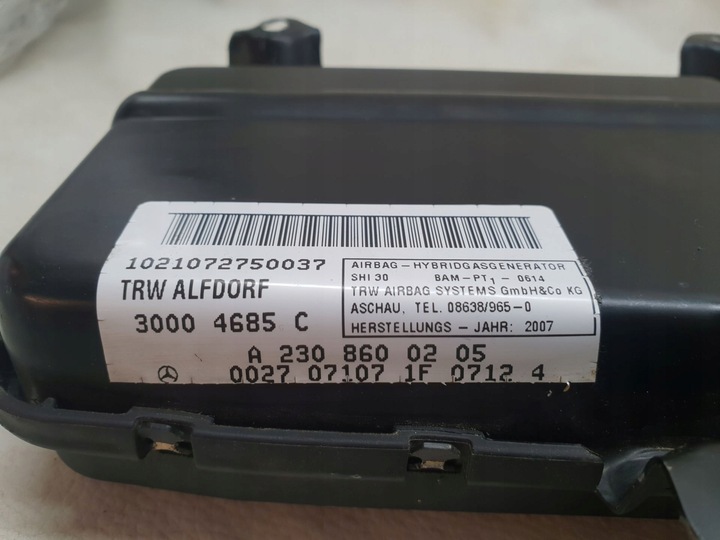 1021072750037
TRW ALFDORF
3000 4685 C
AIRBAG-HYBRIDGASGENERATOR
SHI 30 BAM-PT1-0614
TRW AIRBAG SYSTEMS GmbH&Co KG
ASCHAU, TEL. 08638/965-0
HERSTELLUNGS-JAHR: 2007
A 230 860 02 05
0027 07107 1F 0712 4